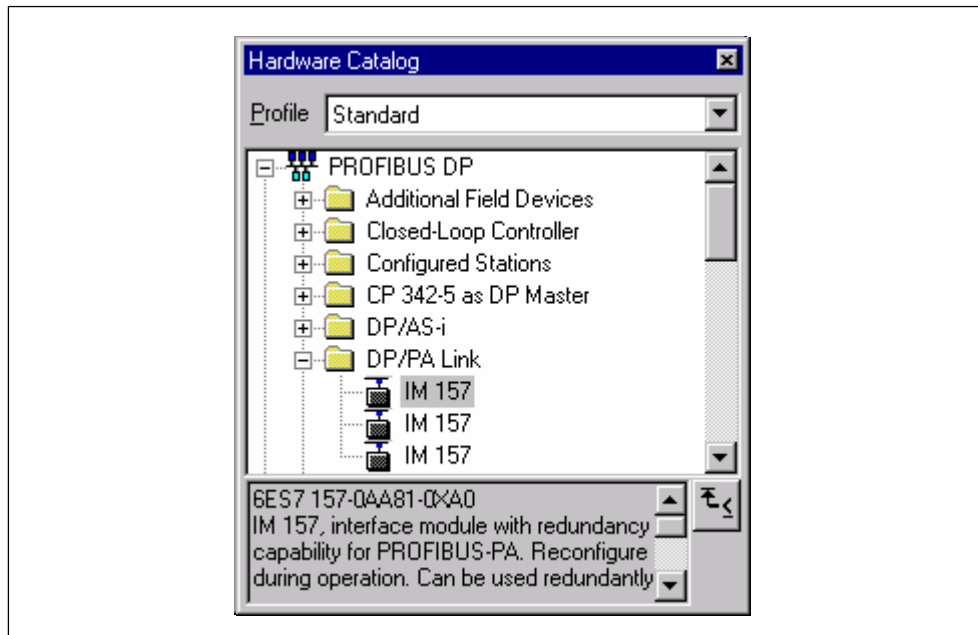 Hardware Catalog
Profile Standard
PROFIBUS DP
Additional Field Devices
Closed-Loop Controller
Configured Stations
CP 342-5 as DP Master
DP/AS-i
DP/PA Link
IM 157
IM 157
IM 157
6ES7 157-0AA81-0XA0
IM 157, interface module with redundancy
capability for PROFIBUS-PA. Reconfigure
during operation. Can be used redundantly